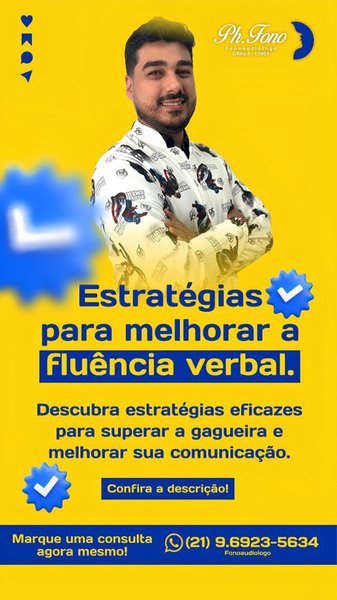 Ph.Fono
Fonoaudiólogo
Estratégias
para melhorar a
fluência verbal.
Descubra estratégias eficazes
para superar a gagueira e
melhorar sua comunicação.
Confira a descrição!
Marque uma consulta
agora mesmo!
(21) 9.6923-5634
Fonoaudiologo